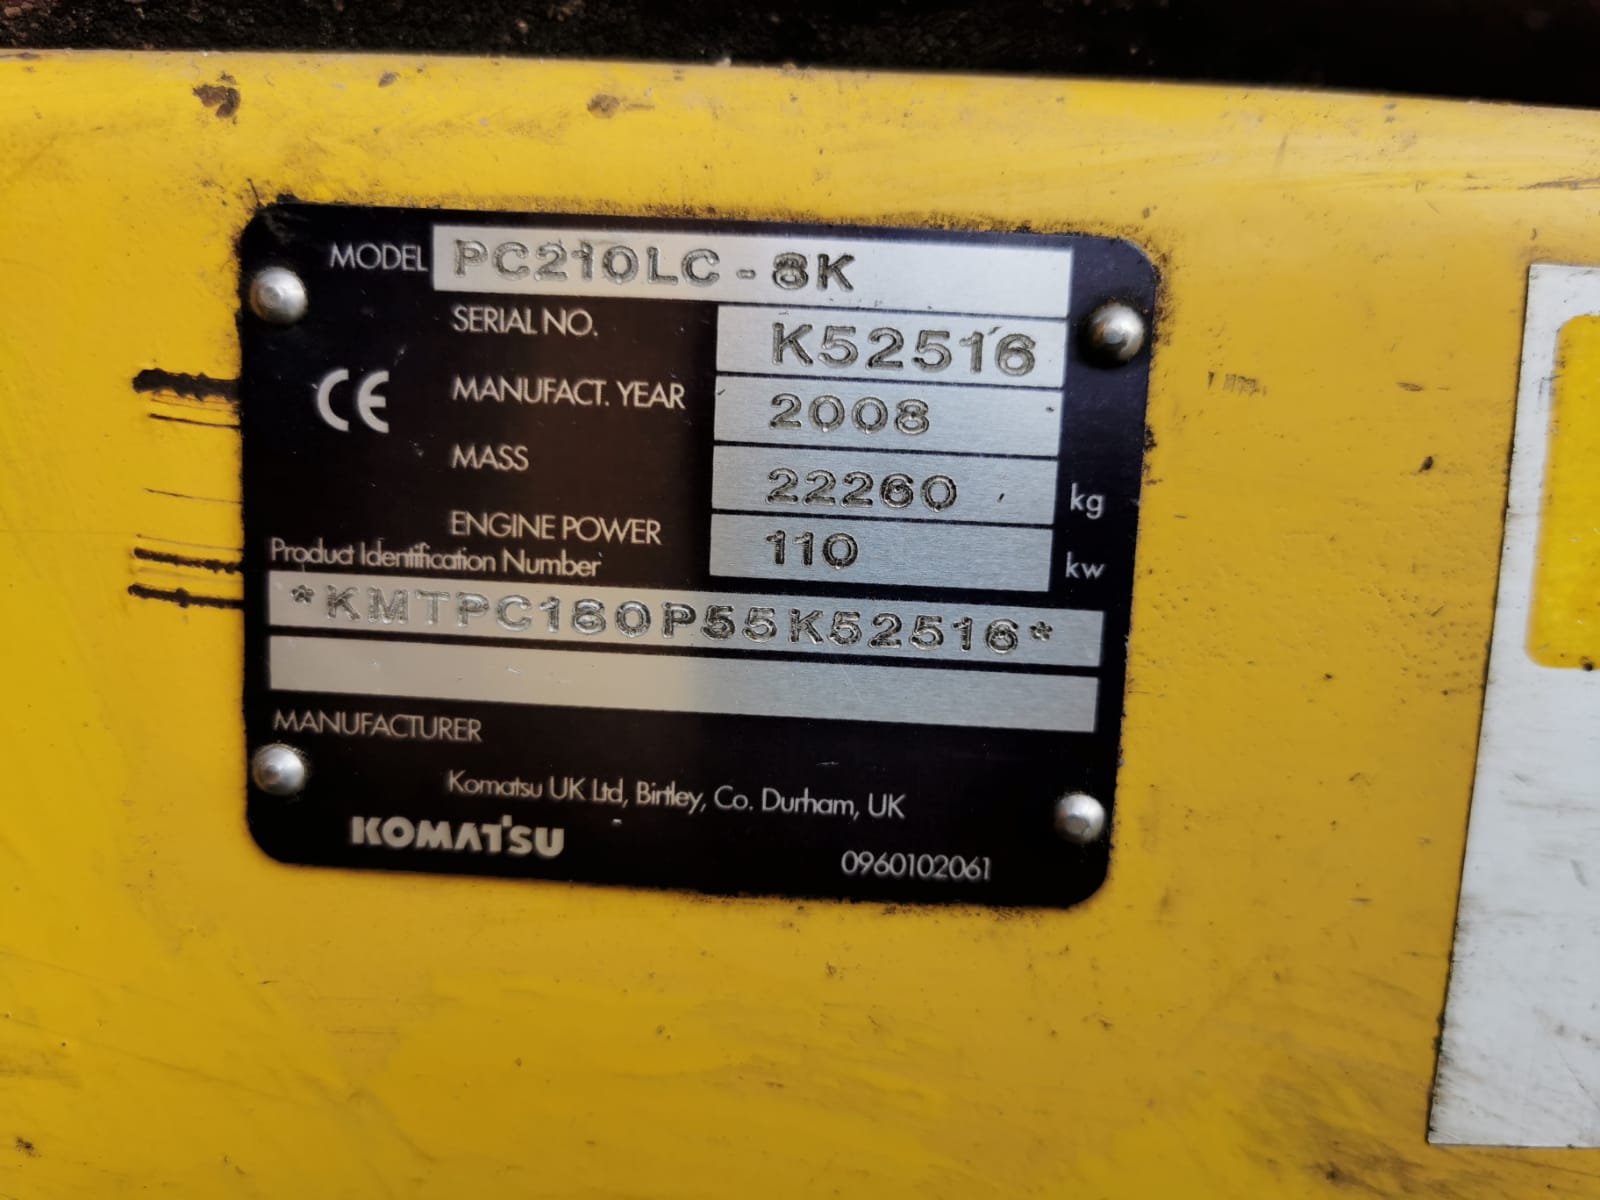 MODEL PC210LC-8K
SERIAL NO. K52516
CE
MANUFACT. YEAR 2008
MASS 22260 kg
ENGINE POWER 110 kw
Product Identification Number
*KMTPC180P55K52516*
MANUFACTURER
Komatsu UK Ltd, Birtley, Co. Durham, UK
KOMATSU
0960102061